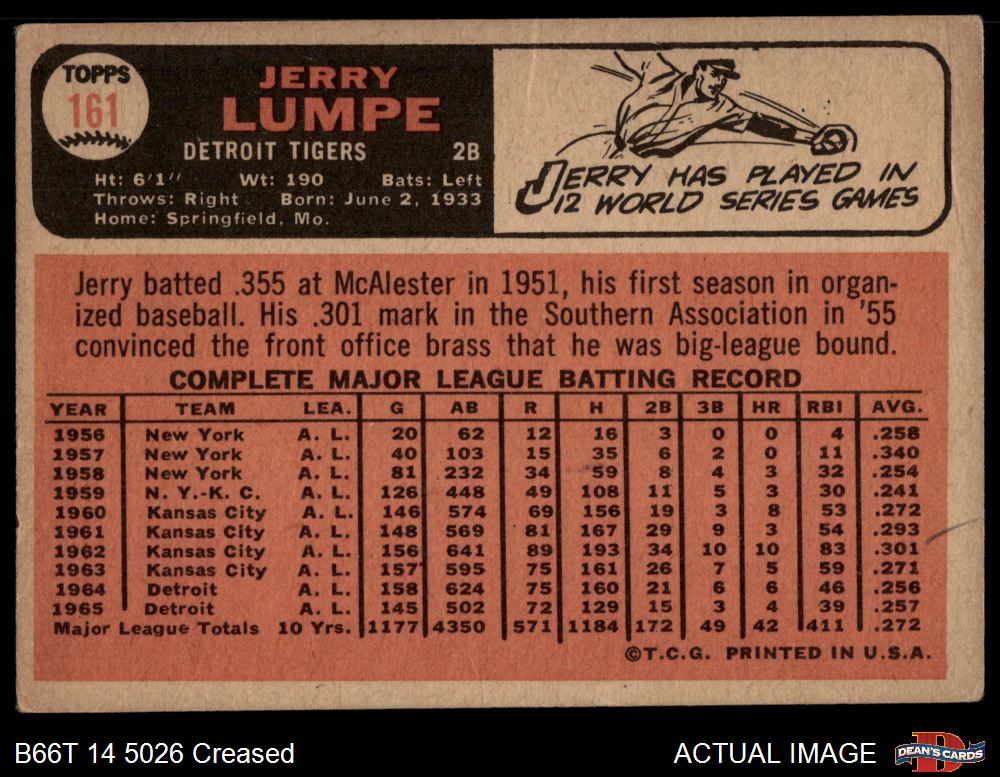 TOPPS
161
JERRY
LUMPE
DETROIT TIGERS 2B
Ht: 6'1" Wt: 190 Bats: Left
Throws: Right Born: June 2, 1933
Home: Springfield, Mo.
JERRY HAS PLAYED IN
12 WORLD SERIES GAMES
Jerry batted .355 at McAlester in 1951, his first season in organ-
ized baseball. His .301 mark in the Southern Association in '55
convinced the front office brass that he was big-league bound.
COMPLETE MAJOR LEAGUE BATTING RECORD
YEAR TEAM LEA. G AB R H 2B 3B HR RBI AVG.
1956 New York A. L. 20 62 12 16 3 0 0 4 .258
1957 New York A. L. 40 103 15 35 6 2 0 11 .340
1958 New York A. L. 81 232 34 59 8 4 3 32 .254
1959 N. Y.-K. C. A. L. 126 448 49 108 11 5 3 30 .241
1960 Kansas City A. L. 146 574 69 156 19 3 8 53 .272
1961 Kansas City A. L. 148 569 81 167 29 9 3 54 .293
1962 Kansas City A. L. 156 641 89 193 34 10 10 83 .301
1963 Kansas City A. L. 157 595 75 161 26 7 5 59 .271
1964 Detroit A. L. 158 624 75 160 21 6 6 46 .256
1965 Detroit A. L. 145 502 72 129 15 3 4 39 .257
Major League Totals 10 Yrs. 1177 4350 571 1184 172 49 42 411 .272
©T.C.G. PRINTED IN U.S.A.
B66T 14 5026 Creased
ACTUAL IMAGE
DEAN'S CARDS